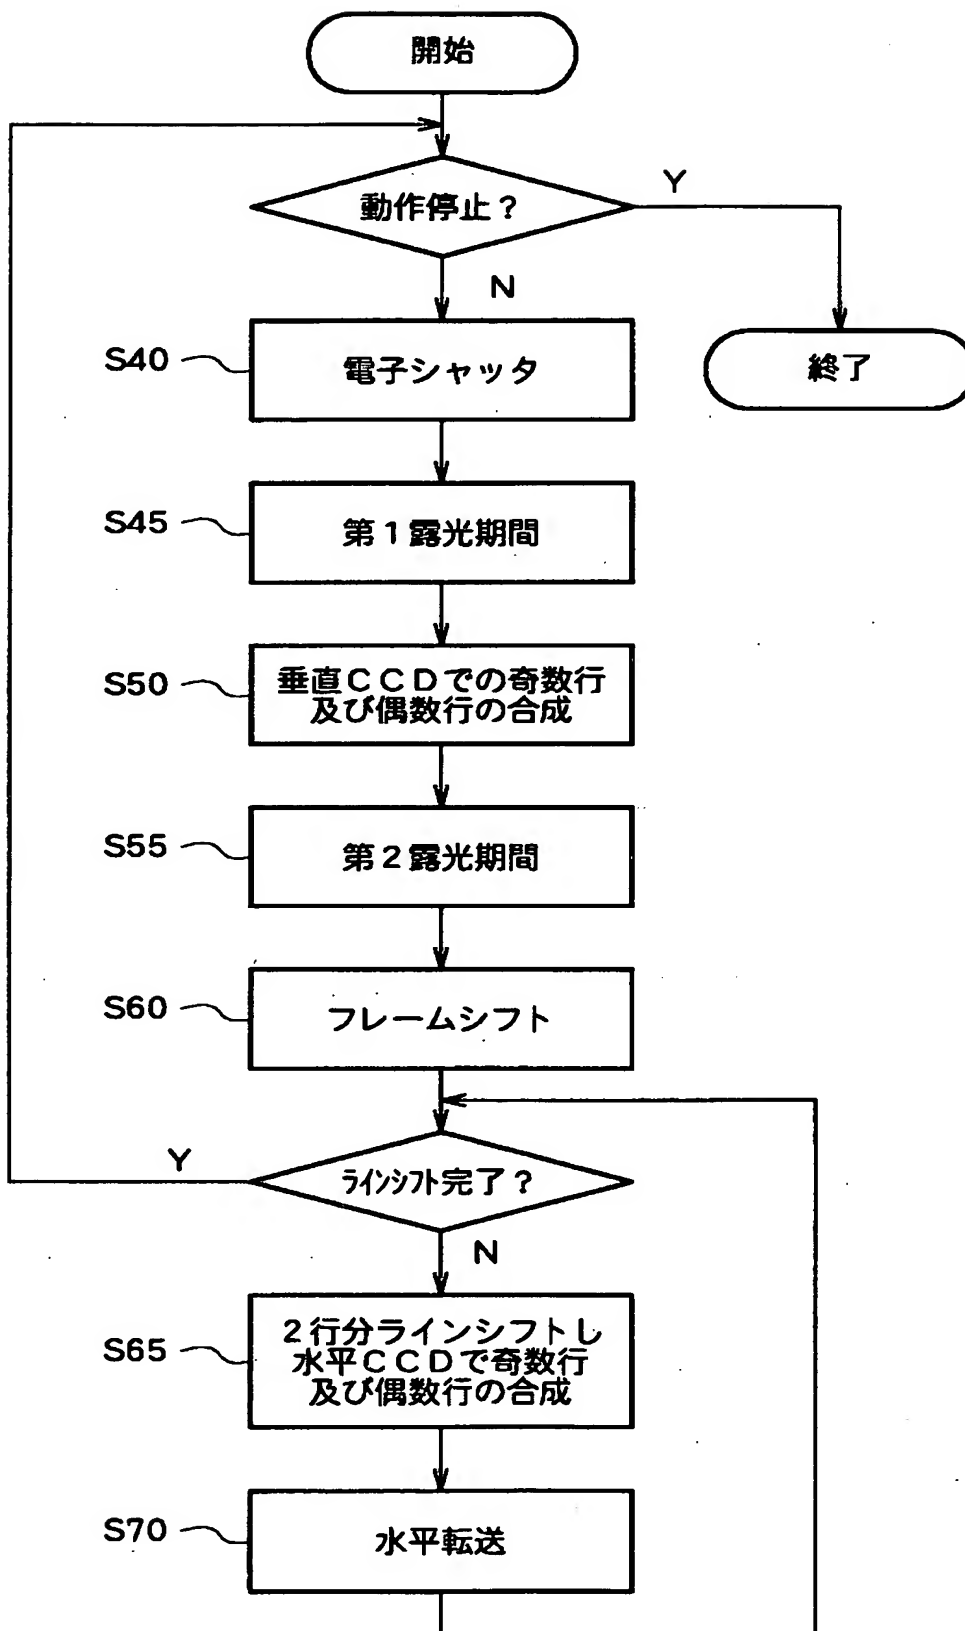 開始
動作停止？
Y
N
S40
電子シャッタ
終了
S45
第１露光期間
S50
垂直ＣＣＤでの奇数行
及び偶数行の合成
S55
第２露光期間
S60
フレームシフト
Y
ﾗｲﾝｼﾌﾄ完了？
N
S65
２行分ラインシフトし
水平ＣＣＤで奇数行
及び偶数行の合成
S70
水平転送